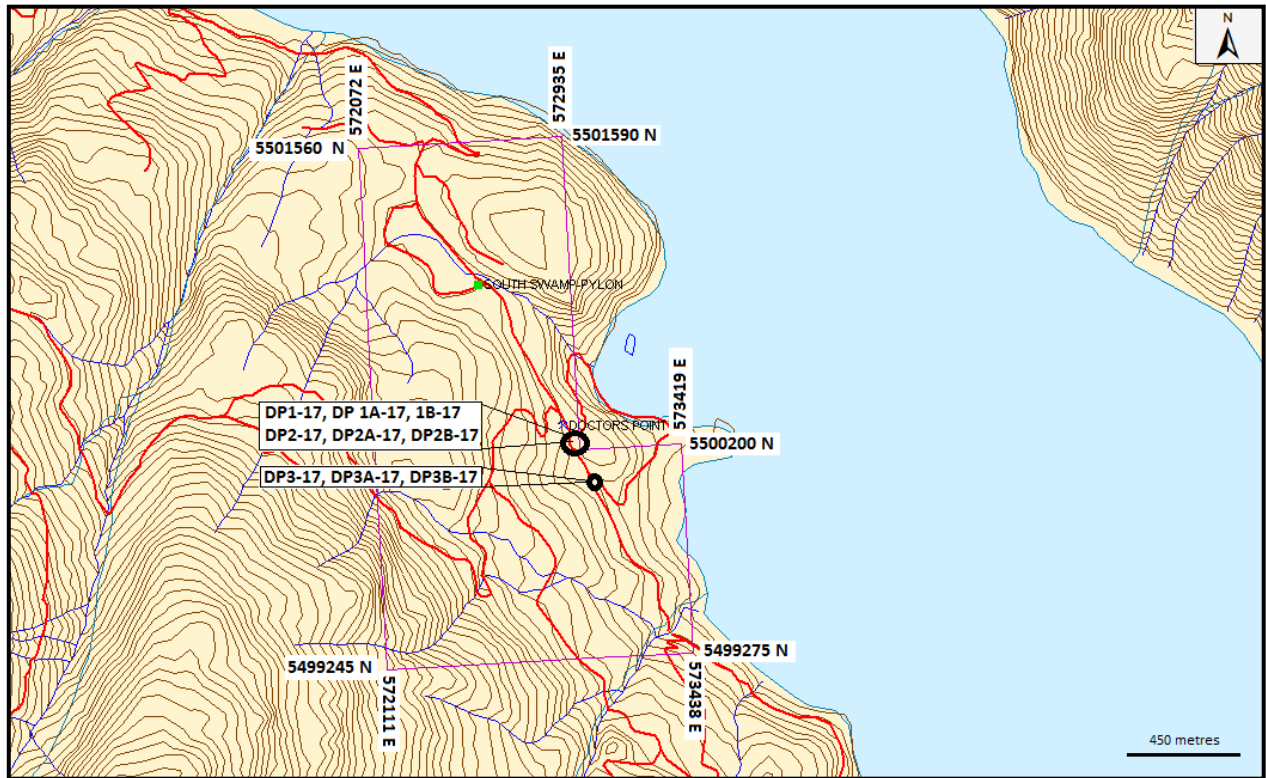 N
572072 E
572935 E
5501590 N
5501560 N
SOUTH SWAMP-PYLON
573419 E
DP1-17, DP 1A-17, 1B-17
DP2-17, DP2A-17, DP2B-17
DOCTORS POINT
5500200 N
DP3-17, DP3A-17, DP3B-17
5499275 N
5499245 N
572111 E
573438 E
450 metres